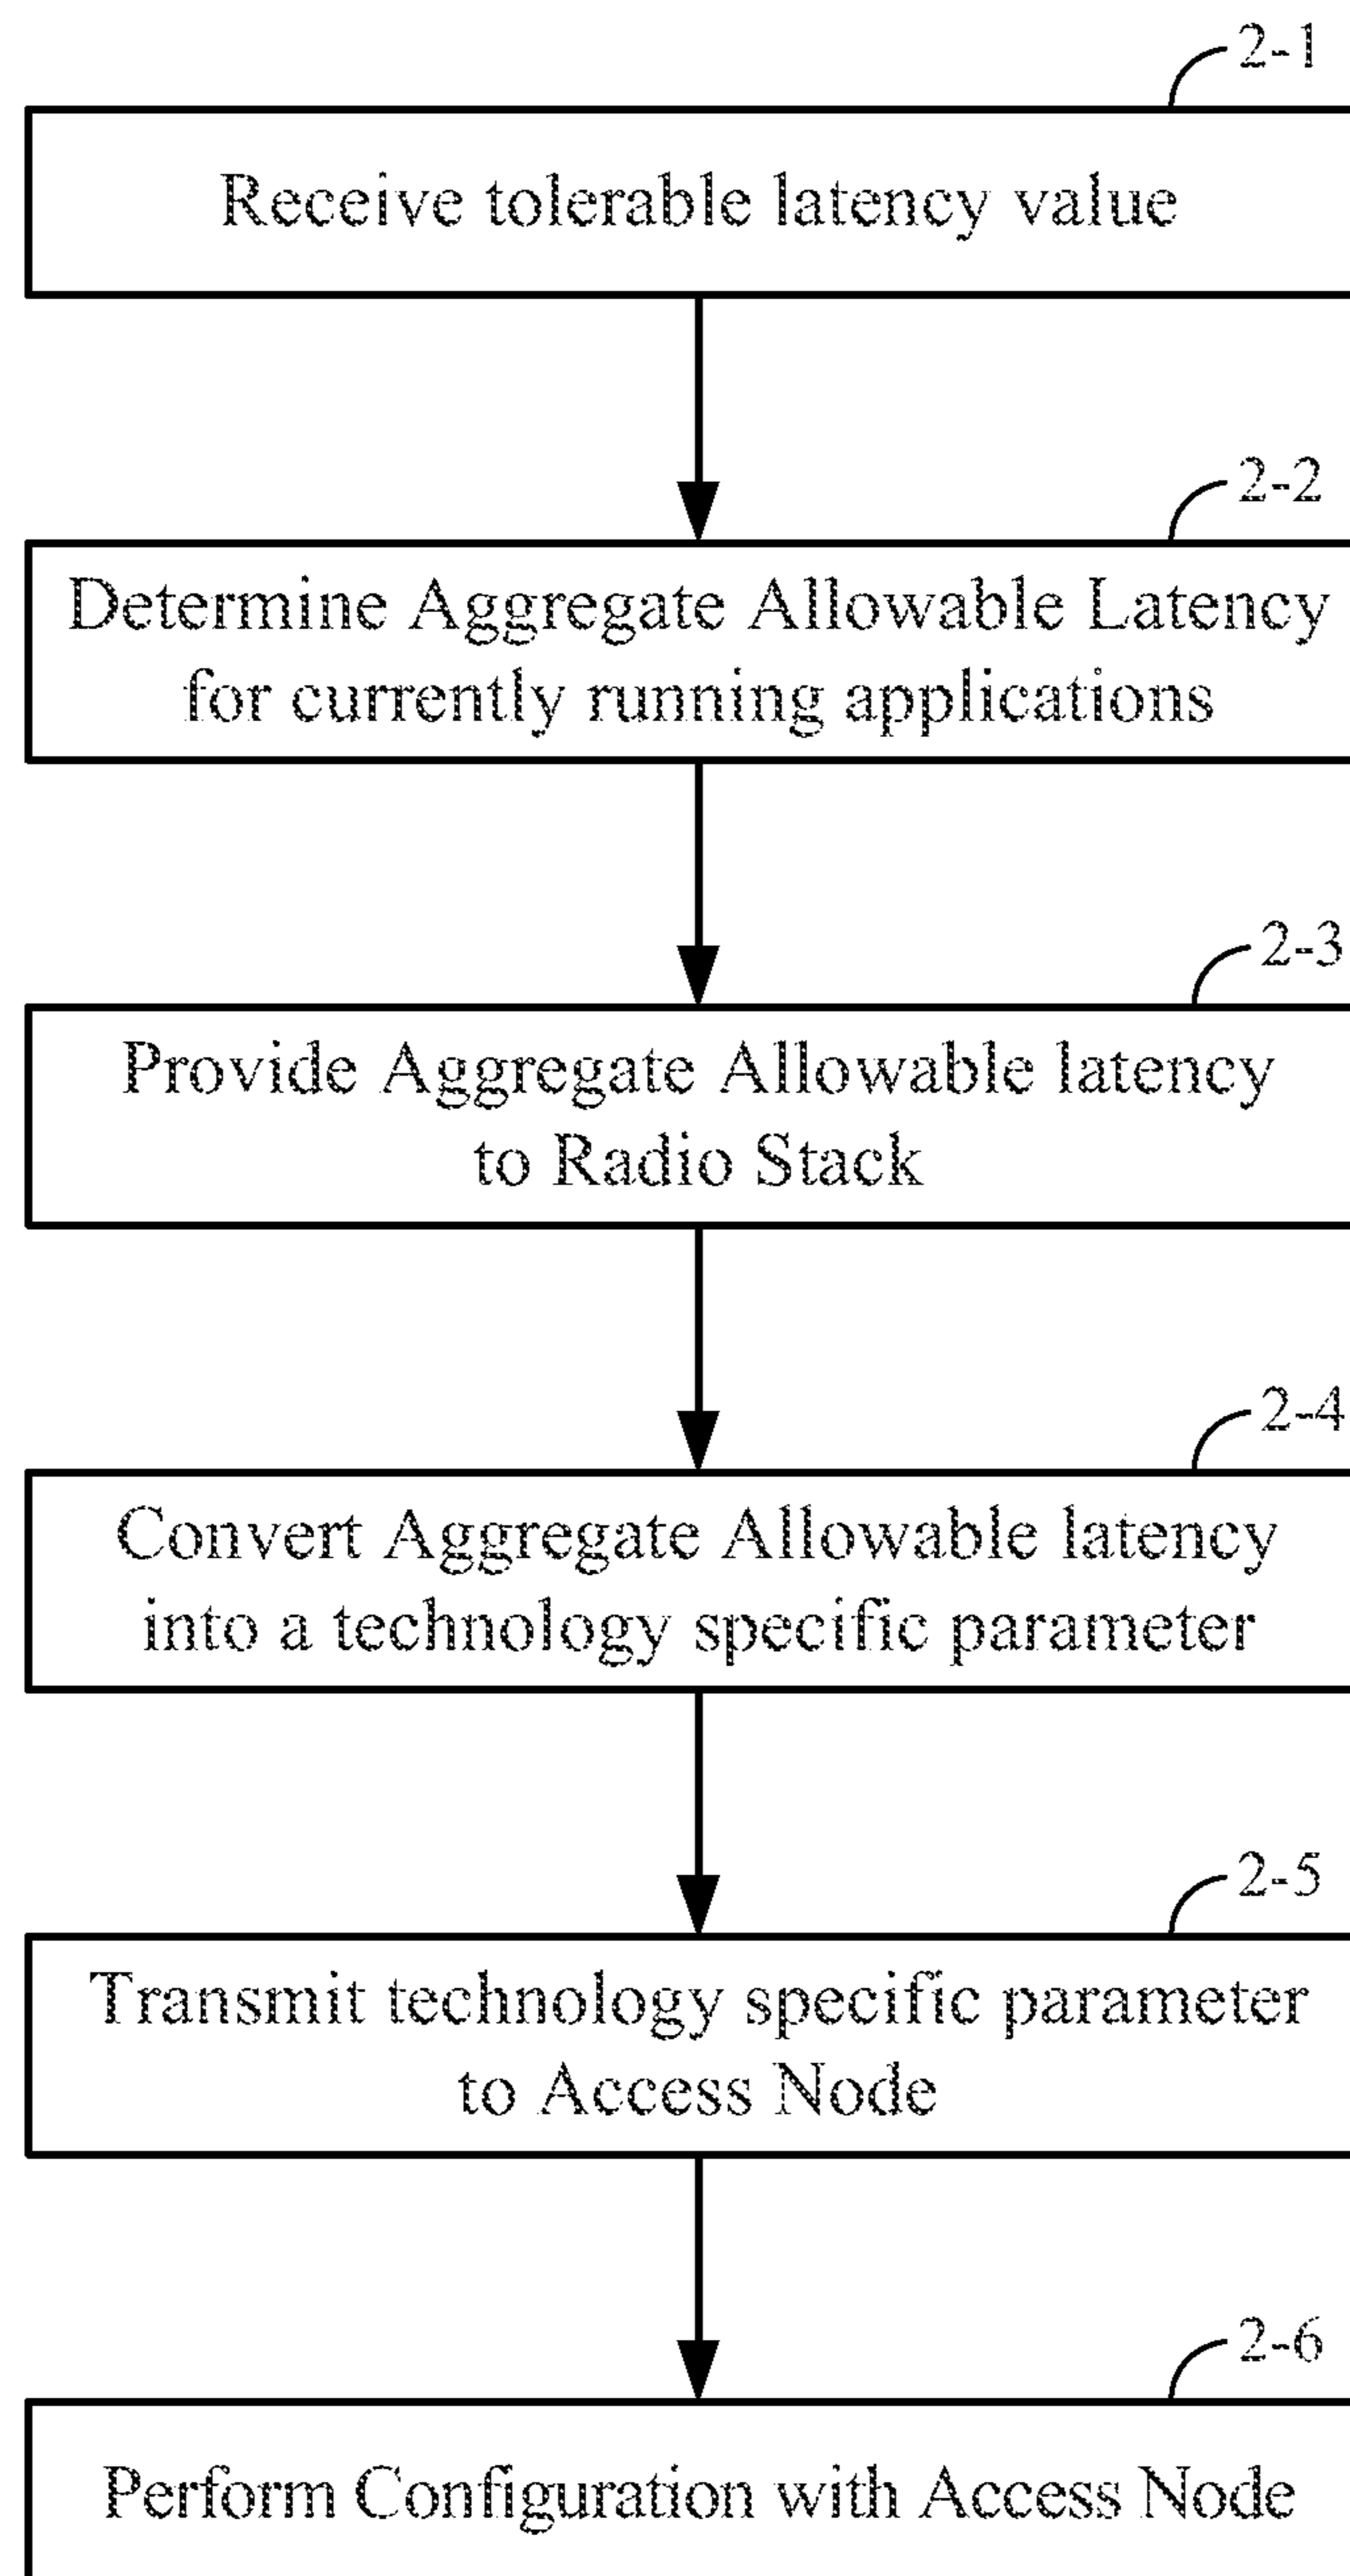 2-1
Receive tolerable latency value
2-2
Determine Aggregate Allowable Latency
for currently running applications
2-3
Provide Aggregate Allowable latency
to Radio Stack
2-4
Convert Aggregate Allowable latency
into a technology specific parameter
2-5
Transmit technology specific parameter
to Access Node
2-6
Perform Configuration with Access Node